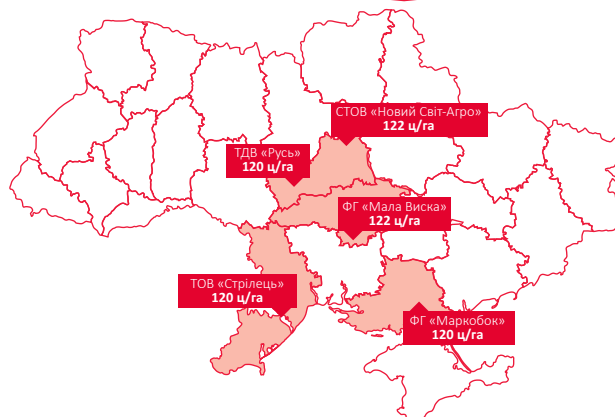 СТОВ «Новий Світ-Агро»
122 ц/га
ТДВ «Русь»
120 ц/га
ФГ «Мала Виска»
122 ц/га
ТОВ «Стрілець»
120 ц/га
ФГ «Маркобок»
120 ц/га